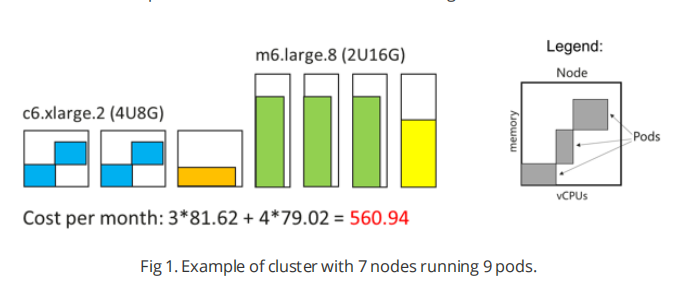 m6.large.8 (2U16G)
Legend:
Node
c6.xlarge.2 (4U8G)
memory
Pods
vCPUs
Cost per month: 3*81.62 + 4*79.02 = 560.94
Fig 1. Example of cluster with 7 nodes running 9 pods.